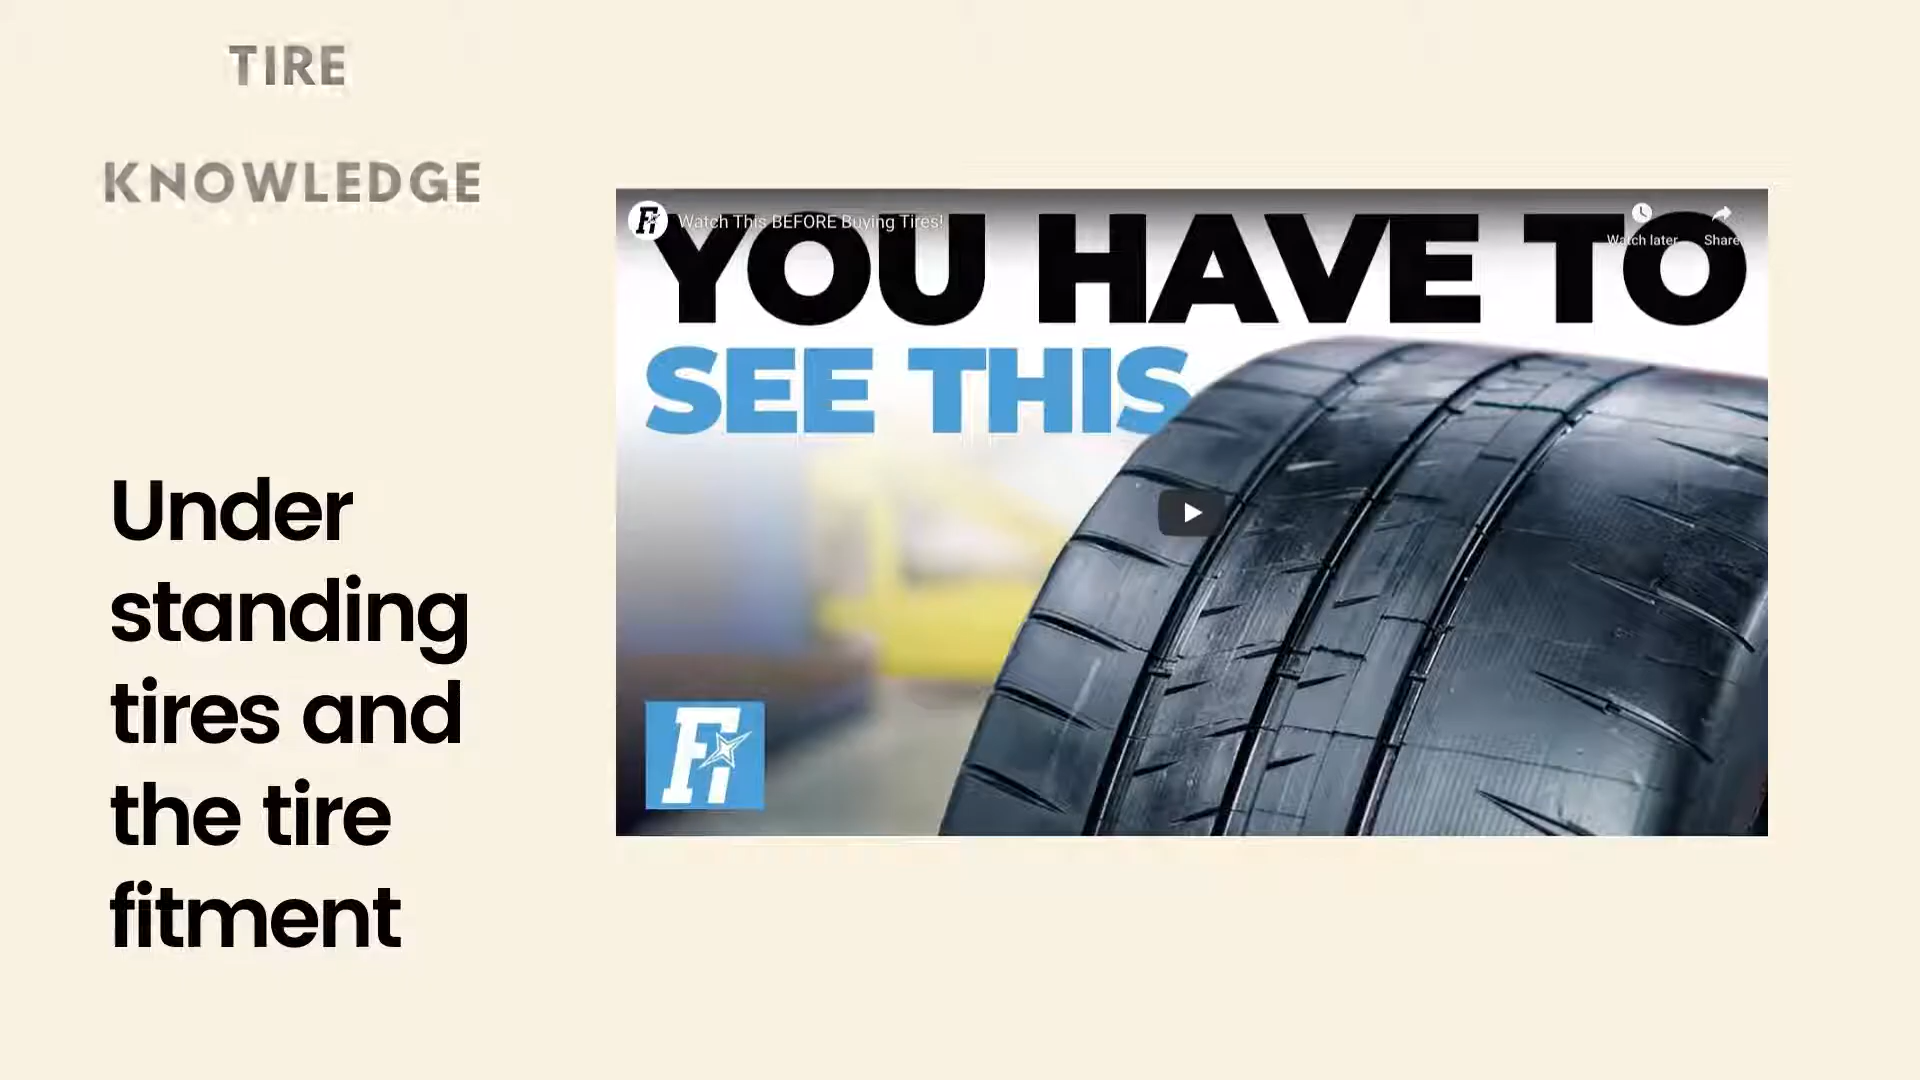 TIRE
KNOWLEDGE
Under
standing
tires and
the tire
fitment
Watch This BEFORE Buying Tires!
Watch later
Share
YOU HAVE TO
SEE THIS
Fi